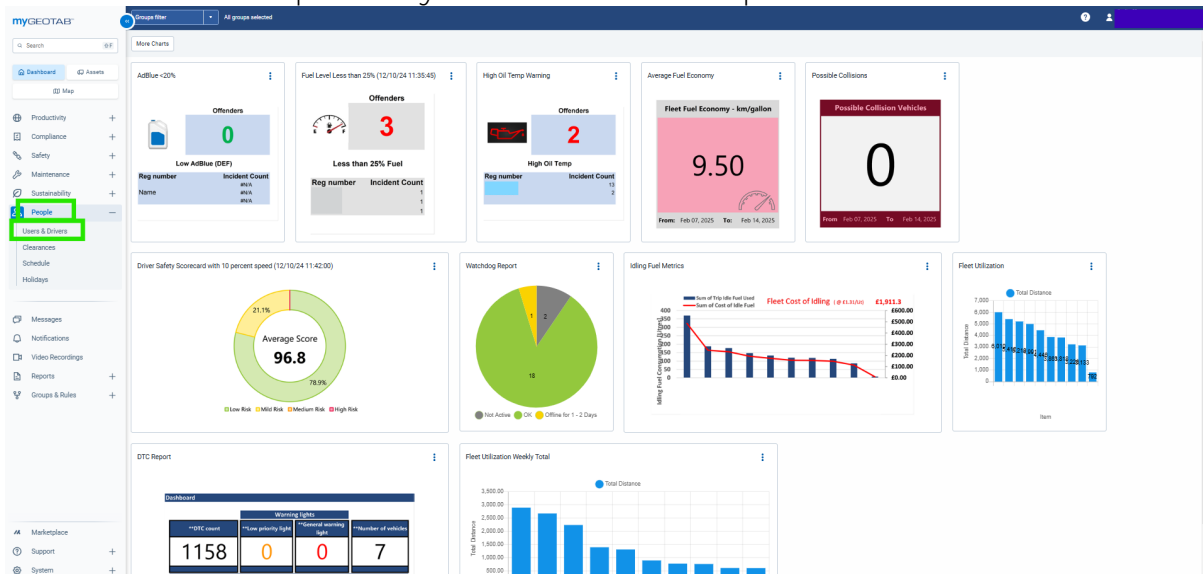 myGEOTAB
Groups filter
All groups selected
Search
Dashboard
Assets
Map
Productivity
Compliance
Safety
Maintenance
Sustainability
People
Users & Drivers
Clearances
Schedule
Holidays
Messages
Notifications
Video Recordings
Reports
Groups & Rules
Marketplace
Support
System
More Charts
AdBlue <20%
Offenders
0
Low AdBlue (DEF)
Reg number Incident Count
#N/A
Name #N/A
#N/A
Fuel Level Less than 25% (12/10/24 11:35:45)
Offenders
3
Less than 25% Fuel
Reg number Incident Count
1
1
1
High Oil Temp Warning
Offenders
2
High Oil Temp
Reg number Incident Count
13
2
Average Fuel Economy
Fleet Fuel Economy - km/gallon
9.50
From: Feb 07, 2025 To: Feb 14, 2025
Possible Collisions
Possible Collision Vehicles
0
From Feb 07, 2025 To Feb 14, 2025
Driver Safety Scorecard with 10 percent speed (12/10/24 11:42:00)
21.1%
Average Score
96.8
78.9%
Low Risk Mild Risk Medium Risk High Risk
Watchdog Report
1 2
18
Not Active OK Offline for 1 - 2 Days
Idling Fuel Metrics
Sum of Trip Idle Fuel Used
Sum of Cost of Idle Fuel
Fleet Cost of Idling
£1,911.3
400
350
300
250
200
150
100
50
0
£600.00
£500.00
£400.00
£300.00
£200.00
£100.00
£0.00
Fleet Utilization
Total Distance
7,000
6,000
5,000
4,000
3,000
2,000
1,000
0
Total Distance
Item
DTC Report
Dashboard
Warning lights
**DTC count **Low priority light **General warning light **Number of vehicles
1158 0 0 7
Fleet Utilization Weekly Total
Total Distance
3,500.00
3,000.00
2,500.00
2,000.00
1,500.00
1,000.00
500.00
Total Distance